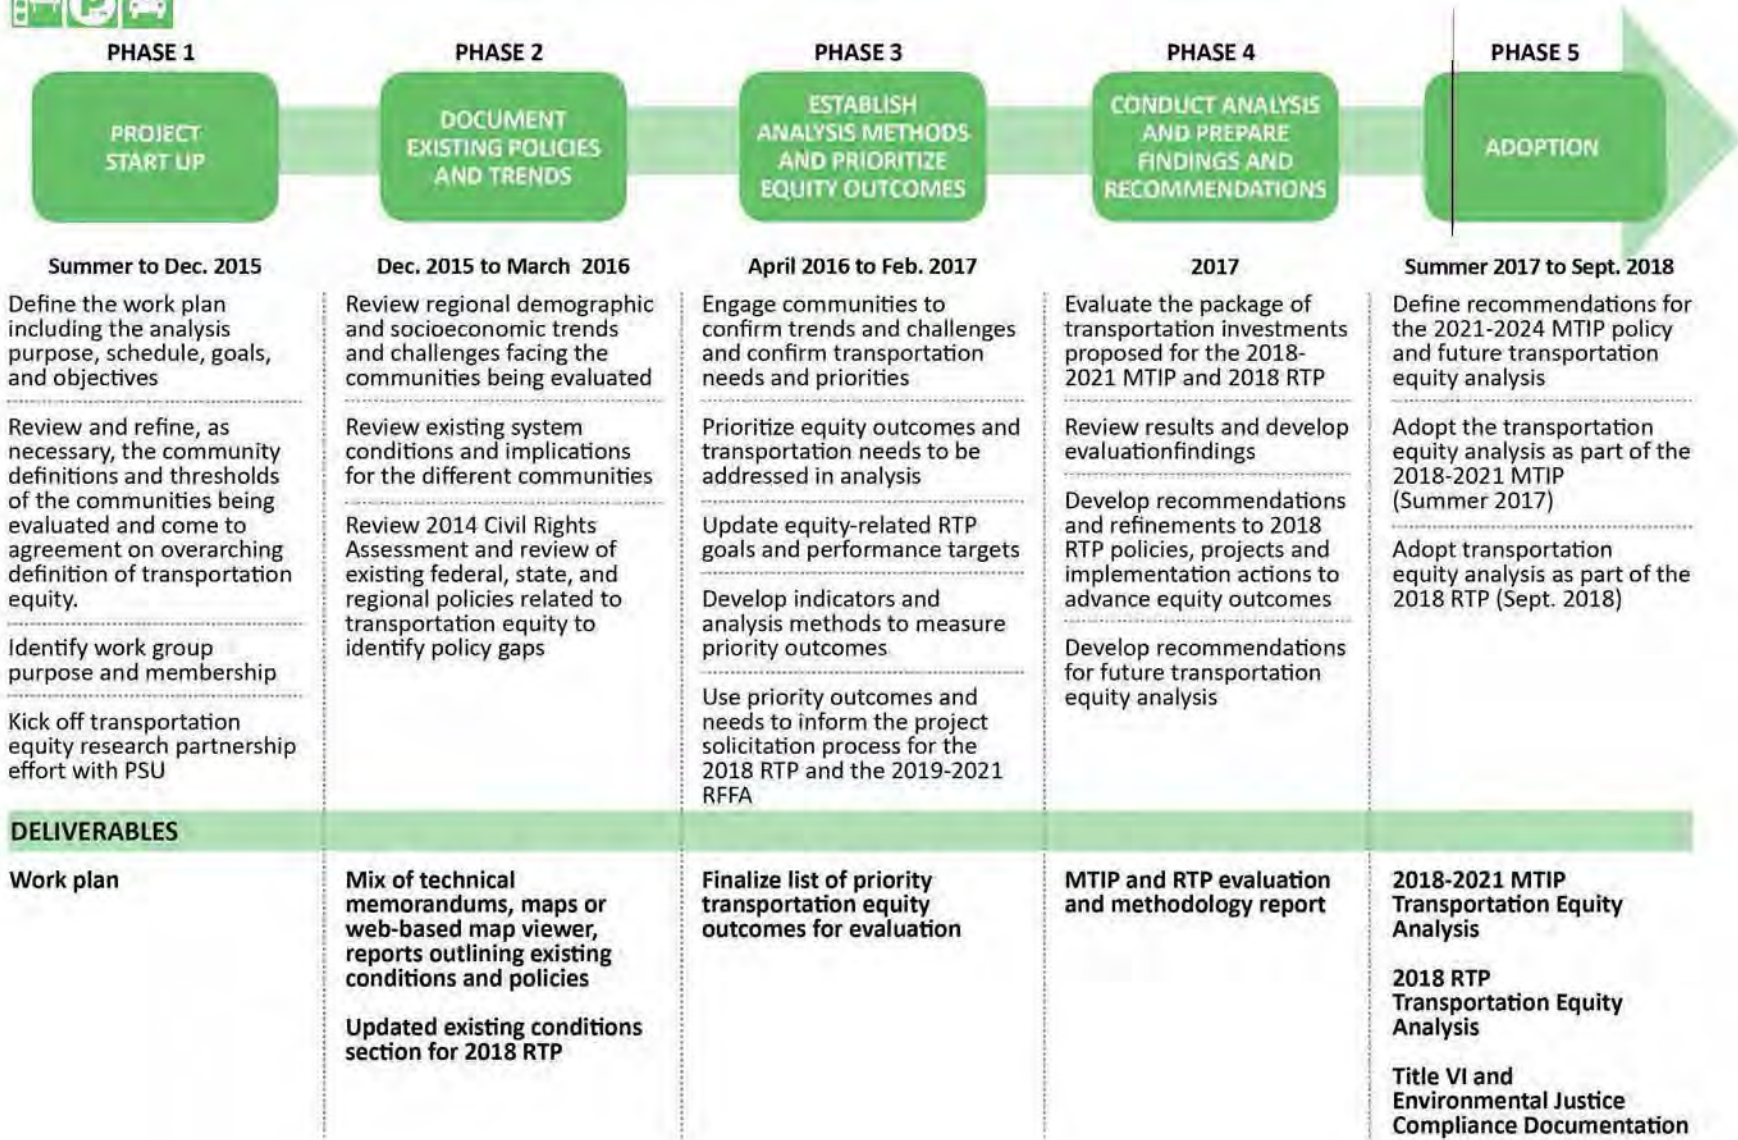 PHASE 1
PROJECT
START UP
Summer to Dec. 2015
Define the work plan
including the analysis
purpose, schedule, goals,
and objectives
Review and refine, as
necessary, the community
definitions and thresholds
of the communities being
evaluated and come to
agreement on overarching
definition of transportation
equity.
Identify work group
purpose and membership
Kick off transportation
equity research partnership
effort with PSU
PHASE 2
DOCUMENT
EXISTING POLICIES
AND TRENDS
Dec. 2015 to March 2016
Review regional demographic
and socioeconomic trends
and challenges facing the
communities being evaluated
Review existing system
conditions and implications
for the different communities
Review 2014 Civil Rights
Assessment and review of
existing federal, state, and
regional policies related to
transportation equity to
identify policy gaps
PHASE 3
ESTABLISH
ANALYSIS METHODS
AND PRIORITIZE
EQUITY OUTCOMES
April 2016 to Feb. 2017
Engage communities to
confirm trends and challenges
and confirm transportation
needs and priorities
Prioritize equity outcomes and
transportation needs to be
addressed in analysis
Update equity-related RTP
goals and performance targets
Develop indicators and
analysis methods to measure
priority outcomes
Use priority outcomes and
needs to inform the project
solicitation process for the
2018 RTP and the 2019-2021
RFFA
PHASE 4
CONDUCT ANALYSIS
AND PREPARE
FINDINGS AND
RECOMMENDATIONS
2017
Evaluate the package of
transportation investments
proposed for the 2018-
2021 MTIP and 2018 RTP
Review results and develop
evaluationfindings
Develop recommendations
and refinements to 2018
RTP policies, projects and
implementation actions to
advance equity outcomes
Develop recommendations
for future transportation
equity analysis
PHASE 5
ADOPTION
Summer 2017 to Sept. 2018
Define recommendations for
the 2021-2024 MTIP policy
and future transportation
equity analysis
Adopt the transportation
equity analysis as part of the
2018-2021 MTIP
(Summer 2017)
Adopt transportation
equity analysis as part of the
2018 RTP (Sept. 2018)
DELIVERABLES
Work plan
Mix of technical
memorandums, maps or
web-based map viewer,
reports outlining existing
conditions and policies
Updated existing conditions
section for 2018 RTP
Finalize list of priority
transportation equity
outcomes for evaluation
MTIP and RTP evaluation
and methodology report
2018-2021 MTIP
Transportation Equity
Analysis
2018 RTP
Transportation Equity
Analysis
Title VI and
Environmental Justice
Compliance Documentation